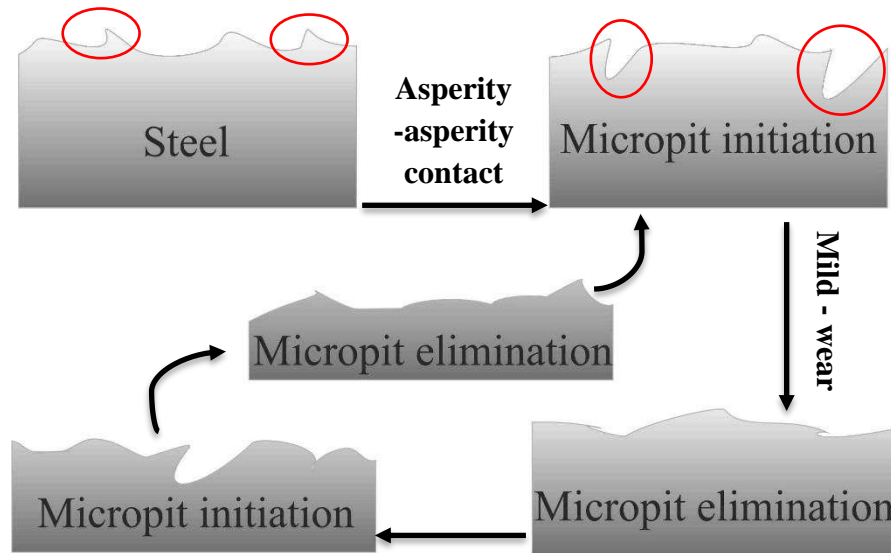 Steel
Asperity
-asperity
contact
Micropit initiation
Mild - wear
Micropit elimination
Micropit initiation
Micropit elimination